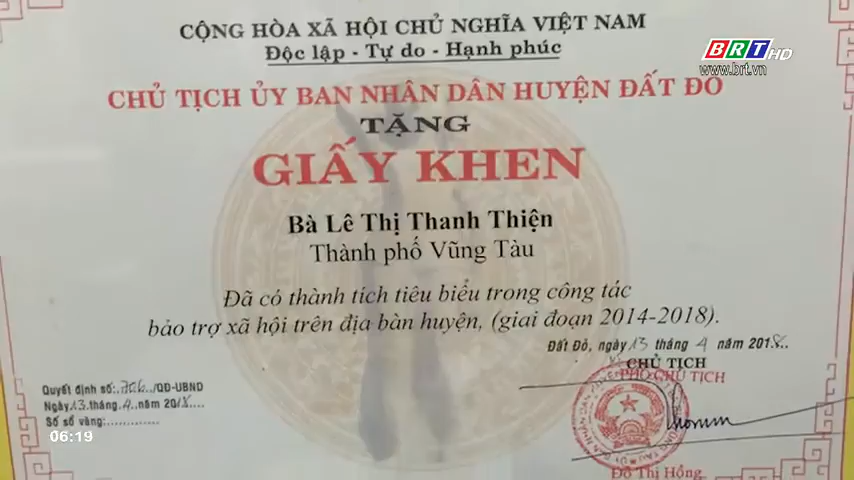 CỘNG HÒA XÃ HỘI CHỦ NGHĨA VIỆT NAM
Độc lập - Tự do - Hạnh phúc
BRT HD
www.brt.vn
CHỦ TỊCH ỦY BAN NHÂN DÂN HUYỆN ĐẤT ĐỎ
TẶNG
GIẤY KHEN
Bà Lê Thị Thanh Thiện
Thành phố Vũng Tàu
Đã có thành tích tiêu biểu trong công tác
bảo trợ xã hội trên địa bàn huyện, (giai đoạn 2014-2018).
Đất Đỏ, ngày 13 tháng 4 năm 2018..
CHỦ TỊCH
PHÓ CHỦ TỊCH
Quyết định số: /QĐ-UBND
Ngày 13 tháng 4 năm 2018....
Số sổ vàng:.............
06:19
Đỗ Thị Hồng